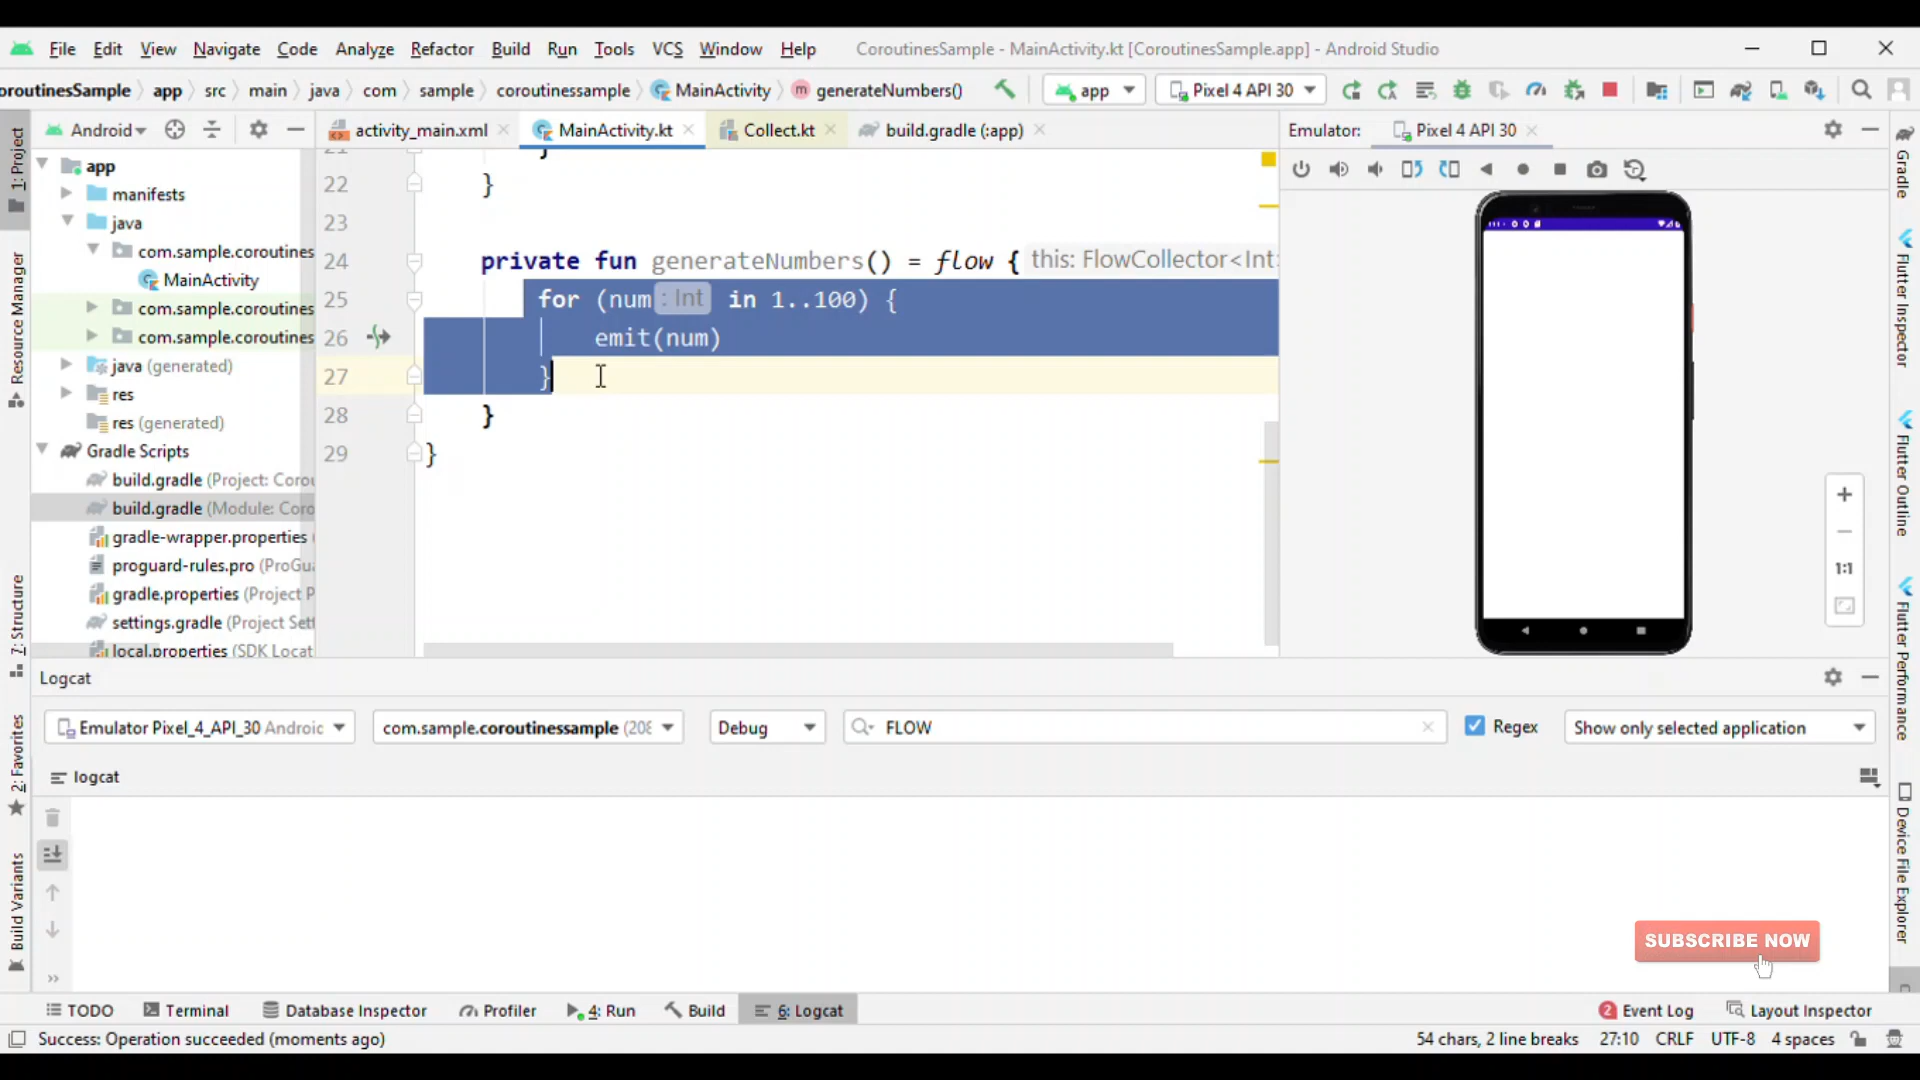 File Edit View Navigate Code Analyze Refactor Build Run Tools VCS Window Help CoroutinesSample - MainActivity.kt [CoroutinesSample.app] - Android Studio
oroutinesSample app src main java com sample coroutinessample MainActivity m generateNumbers() app Pixel 4 API 30
Android activity_main.xml MainActivity.kt Collect.kt build.gradle (:app) Emulator: Pixel 4 API 30
1: Project
Resource Manager
7: Structure
2: Favorites
Build Variants
app
manifests
java
com.sample.coroutines
MainActivity
com.sample.coroutines
com.sample.coroutines
java (generated)
res
res (generated)
Gradle Scripts
build.gradle (Project: Corou
build.gradle (Module: Coro
gradle-wrapper.properties
proguard-rules.pro (ProGua
gradle.properties (Project P
settings.gradle (Project Sett
local.properties (SDK Locat
22 }
23
24 private fun generateNumbers() = flow { this: FlowCollector<Int>
25 for (num : Int in 1..100) {
26 emit(num)
27 }
28 }
29 }
1:1
Gradle
Flutter Inspector
Flutter Outline
Flutter Performance
Device File Explorer
Logcat
Emulator Pixel_4_API_30 Android com.sample.coroutinessample (208 Debug FLOW Regex Show only selected application
logcat
SUBSCRIBE NOW
TODO Terminal Database Inspector Profiler 4: Run Build 6: Logcat 2 Event Log Layout Inspector
Success: Operation succeeded (moments ago) 54 chars, 2 line breaks 27:10 CRLF UTF-8 4 spaces